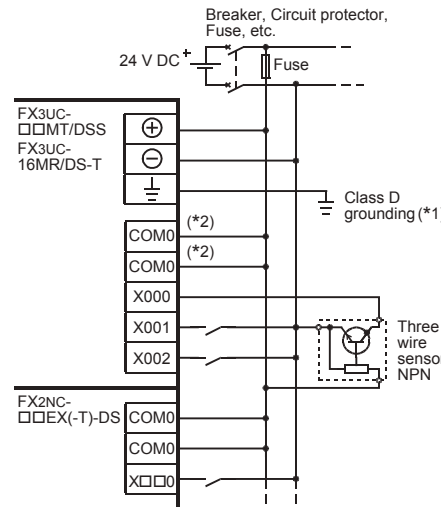 Breaker, Circuit protector,
Fuse, etc.
24 V DC
+
Fuse
FX3UC-
□□MT/DSS
FX3UC-
16MR/DS-T
Class D
grounding (*1)
(*2)
COM0
(*2)
COM0
X000
X001
X002
Three
wire
sensor
NPN
FX2NC-
□□EX(-T)-DS
COM0
COM0
X□□0